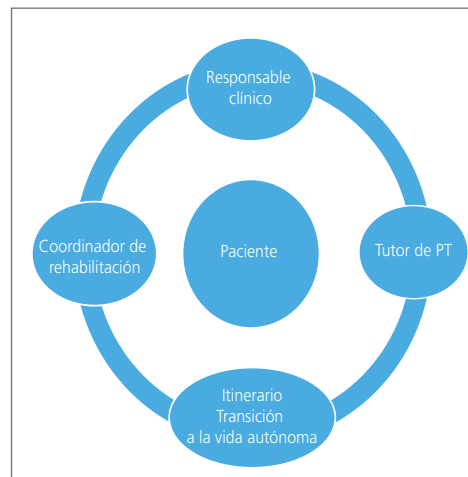 Responsable
clínico
Coordinador de
rehabilitación
Paciente
Tutor de PT
Itinerario
Transición
a la vida autónoma